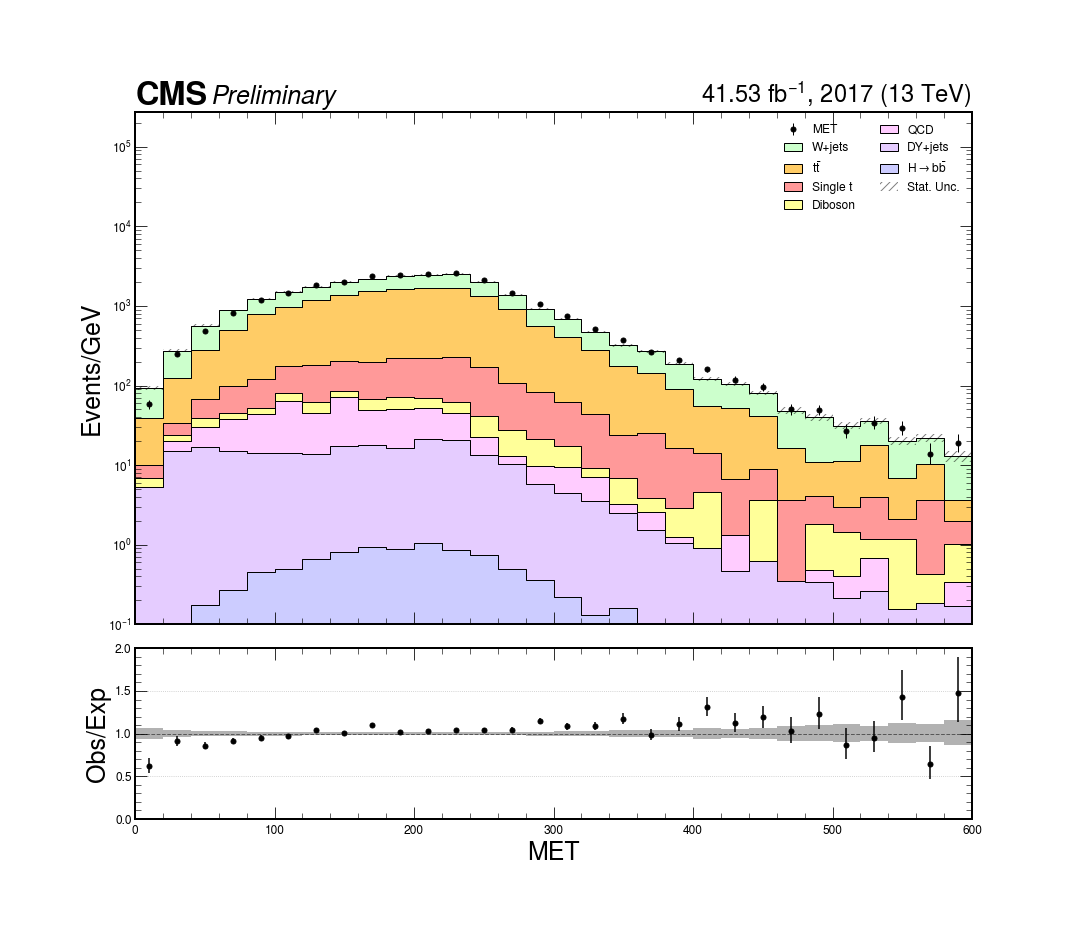 CMS Preliminary
41.53 fb⁻¹, 2017 (13 TeV)
MET
W+jets
tt̄
Single t
Diboson
QCD
DY+jets
H→bb̄
Stat. Unc.
Events/GeV
10⁵
10⁴
10³
10²
10¹
10⁰
10⁻¹
Obs/Exp
2.0
1.5
1.0
0.5
0.0
0 100 200 300 400 500 600
MET